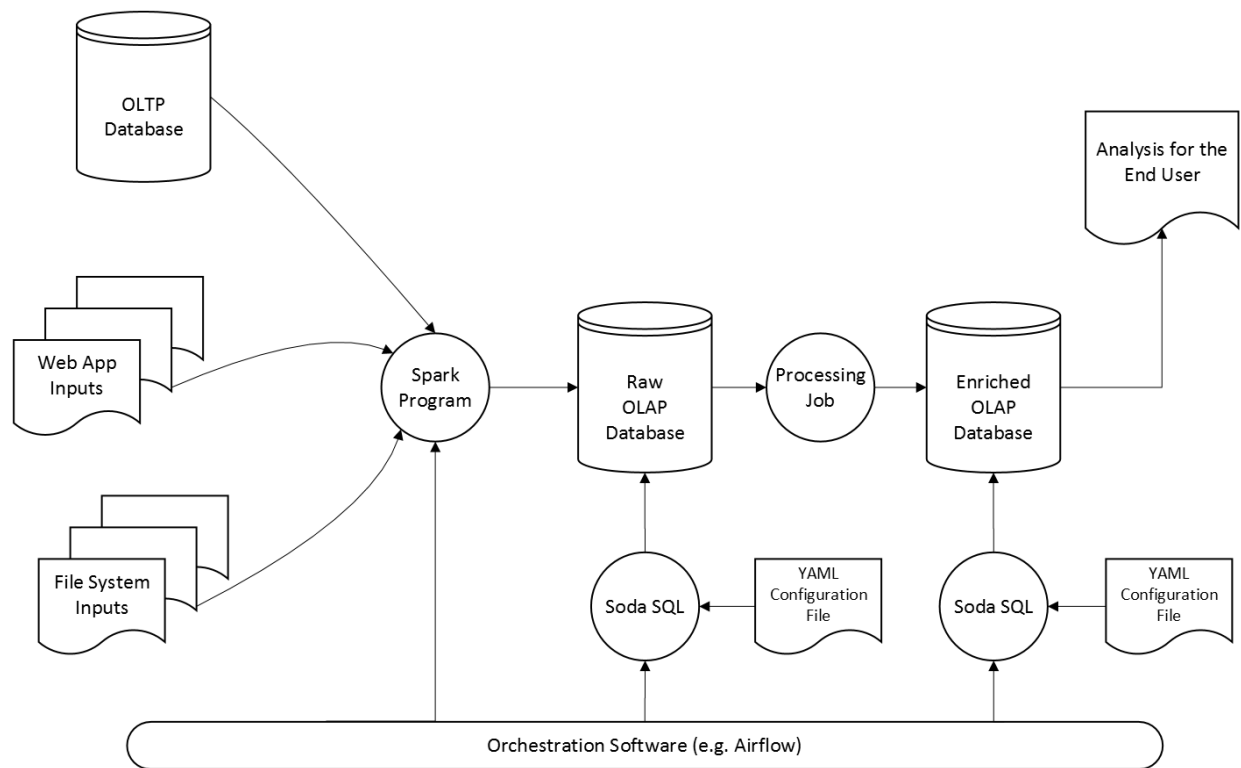 OLTP
Database
Analysis for the
End User
Web App
Inputs
Spark
Program
Raw
OLAP
Database
Processing
Job
Enriched
OLAP
Database
File System
Inputs
Soda SQL
YAML
Configuration
File
Soda SQL
YAML
Configuration
File
Orchestration Software (e.g. Airflow)